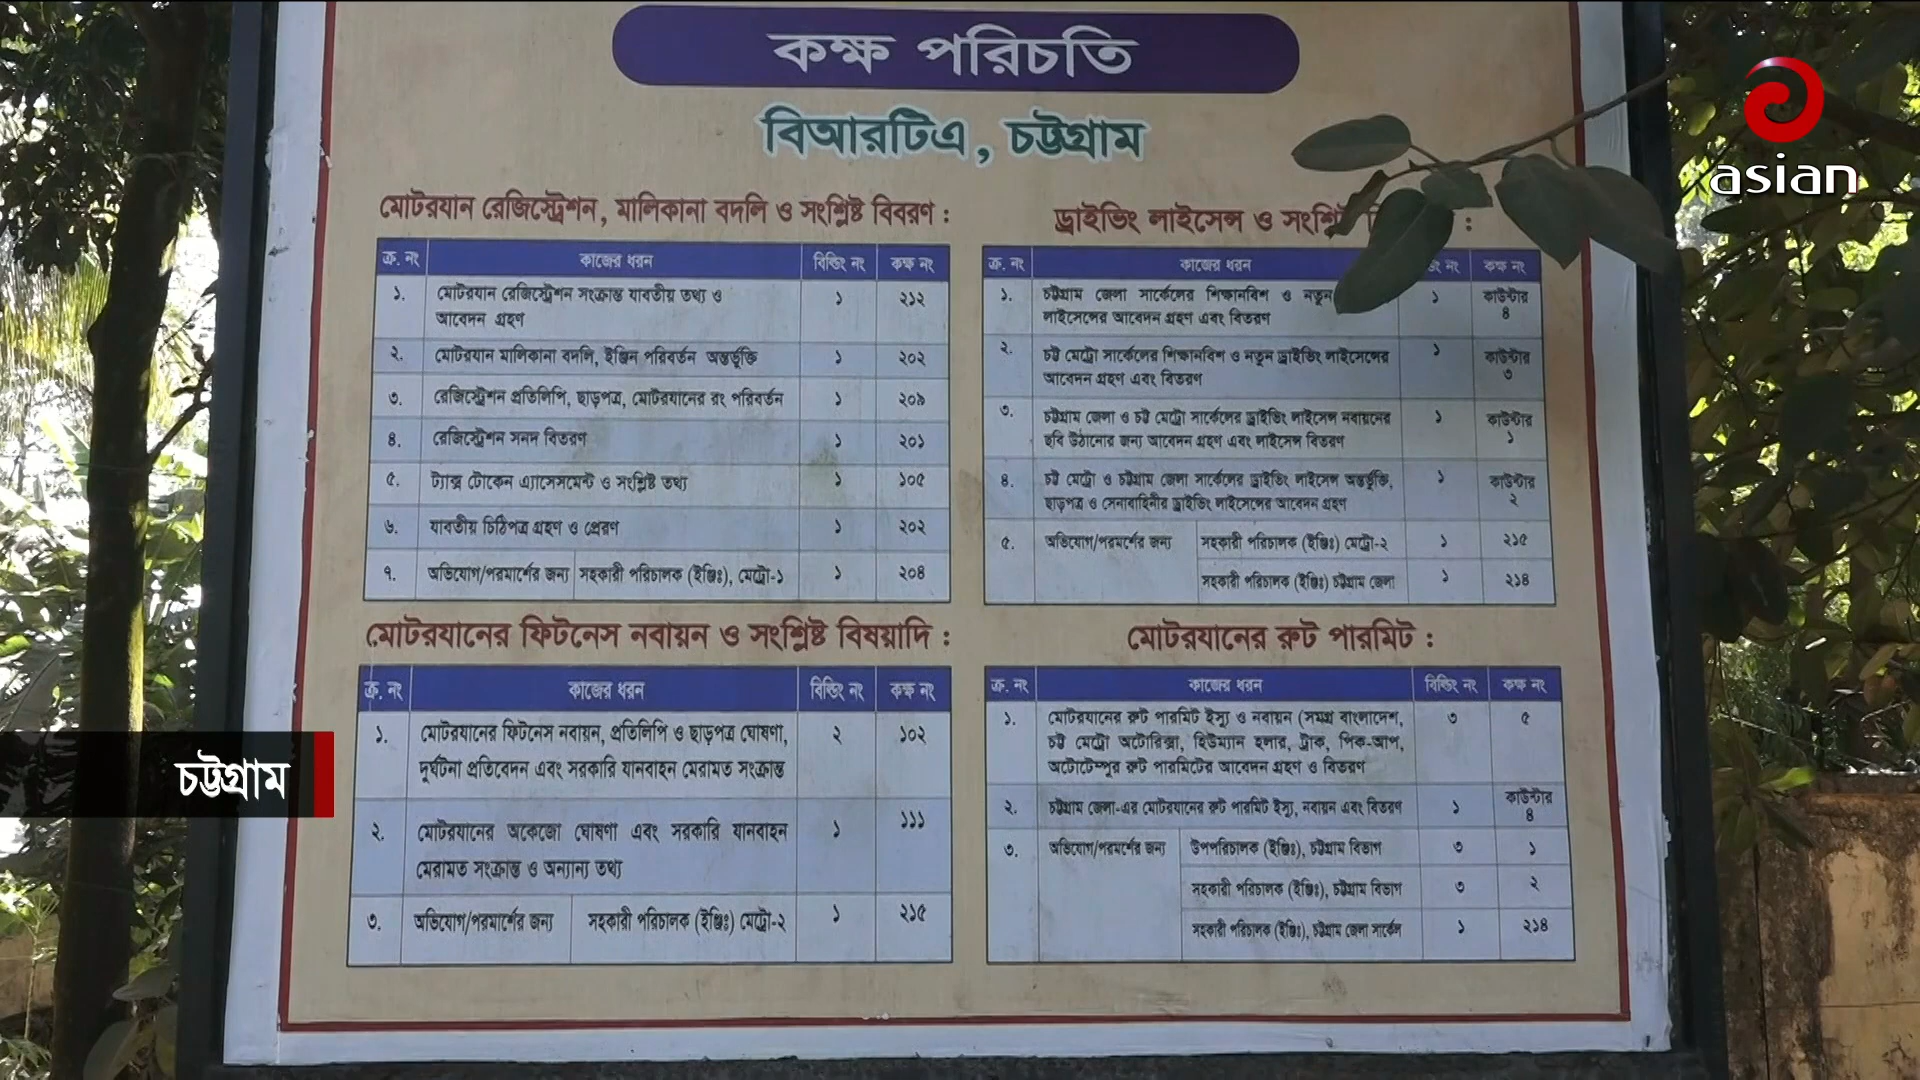 কক্ষ পরিচতি
বিআরটিএ, চট্টগ্রাম
asian
মোটরযান রেজিস্ট্রেশন, মালিকানা বদলি ও সংশ্লিষ্ট বিবরণ :
ক্র. নং কাজের ধরন বিল্ডিং নং কক্ষ নং
১. মোটরযান রেজিস্ট্রেশন সংক্রান্ত যাবতীয় তথ্য ও ১ ২১২
আবেদন গ্রহণ
২. মোটরযান মালিকানা বদলি, ইঞ্জিন পরিবর্তন অন্তর্ভূক্তি ১ ২০২
৩. রেজিস্ট্রেশন প্রতিলিপি, ছাড়পত্র, মোটরযানের রং পরিবর্তন ১ ২০৯
৪. রেজিস্ট্রেশন সনদ বিতরণ ১ ২০১
৫. ট্যাক্স টোকেন এ্যাসেসমেন্ট ও সংশ্লিষ্ট তথ্য ১ ১০৫
৬. যাবতীয় চিঠিপত্র গ্রহণ ও প্রেরণ ১ ২০২
৭. অভিযোগ/পরমার্শের জন্য সহকারী পরিচালক (ইঞ্জিঃ), মেট্রো-১ ১ ২০৪
ড্রাইভিং লাইসেন্স ও :
ক্র. নং কাজের ধরন নং কক্ষ নং
১. চট্টগ্রাম জেলা সার্কেলের শিক্ষানবিশ ও নতুন ১ কাউন্টার
লাইসেন্সের আবেদন গ্রহণ এবং বিতরণ ৪
২. চট্ট মেট্রো সার্কেলের শিক্ষানবিশ ও নতুন ড্রাইভিং লাইসেন্সের ১ কাউন্টার
আবেদন গ্রহণ এবং বিতরণ ৩
৩. চট্টগ্রাম জেলা ও চট্ট মেট্রো সার্কেলের ড্রাইভিং লাইসেন্স নবায়নের ১ কাউন্টার
ছবি উঠানোর জন্য আবেদন গ্রহণ এবং লাইসেন্স বিতরণ ১
৪. চট্ট মেট্রো ও চট্টগ্রাম জেলা সার্কেলের ড্রাইভিং লাইসেন্স অন্তর্ভূক্তি, ১ কাউন্টার
ছাড়পত্র ও সেনাবাহিনীর ড্রাইভিং লাইসেন্সের আবেদন গ্রহণ ২
৫. অভিযোগ/পরমার্শের জন্য সহকারী পরিচালক (ইঞ্জিঃ) মেট্রো-২ ১ ২১৫
সহকারী পরিচালক (ইঞ্জিঃ) চট্টগ্রাম জেলা ১ ২১৪
মোটরযানের ফিটনেস নবায়ন ও সংশ্লিষ্ট বিষয়াদি :
ক্র. নং কাজের ধরন বিল্ডিং নং কক্ষ নং
১. মোটরযানের ফিটনেস নবায়ন, প্রতিলিপি ও ছাড়পত্র ঘোষণা, ২ ১০২
দুর্ঘটনা প্রতিবেদন এবং সরকারি যানবাহন মেরামত সংক্রান্ত
২. মোটরযানের অকেজো ঘোষণা এবং সরকারি যানবাহন ১ ১১১
মেরামত সংক্রান্ত ও অন্যান্য তথ্য
৩. অভিযোগ/পরমার্শের জন্য সহকারী পরিচালক (ইঞ্জিঃ) মেট্রো-২ ১ ২১৫
মোটরযানের রুট পারমিট :
ক্র. নং কাজের ধরন বিল্ডিং নং কক্ষ নং
১. মোটরযানের রুট পারমিট ইস্যু ও নবায়ন (সমগ্র বাংলাদেশ, ৩ ৫
চট্ট মেট্রো অটোরিক্সা, হিউম্যান হলার, ট্রাক, পিক-আপ,
অটোটেম্পুর রুট পারমিটের আবেদন গ্রহণ ও বিতরণ
২. চট্টগ্রাম জেলা-এর মোটরযানের রুট পারমিট ইস্যু, নবায়ন এবং বিতরণ ১ কাউন্টার
৪
৩. অভিযোগ/পরমার্শের জন্য উপপরিচালক (ইঞ্জিঃ), চট্টগ্রাম বিভাগ ৩ ১
সহকারী পরিচালক (ইঞ্জিঃ), চট্টগ্রাম বিভাগ ৩ ২
সহকারী পরিচালক (ইঞ্জিঃ), চট্টগ্রাম জেলা সার্কেল ১ ২১৪
চট্টগ্রাম